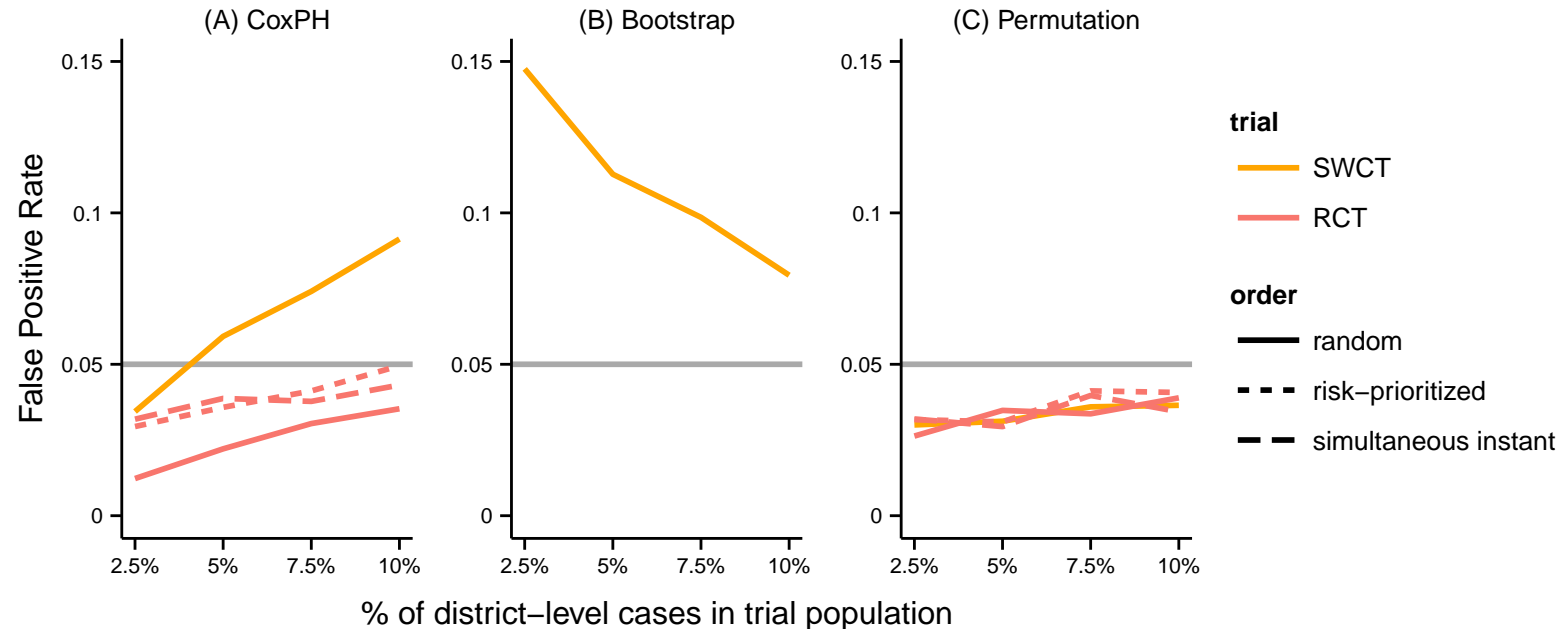 (A) CoxPH
(B) Bootstrap
(C) Permutation
False Positive Rate
0.15
0.1
0.05
0
2.5%
5%
7.5%
10%
0.15
0.1
0.05
0
2.5%
5%
7.5%
10%
0.15
0.1
0.05
0
2.5%
5%
7.5%
10%
% of district−level cases in trial population
trial
SWCT
RCT
order
random
risk−prioritized
simultaneous instant